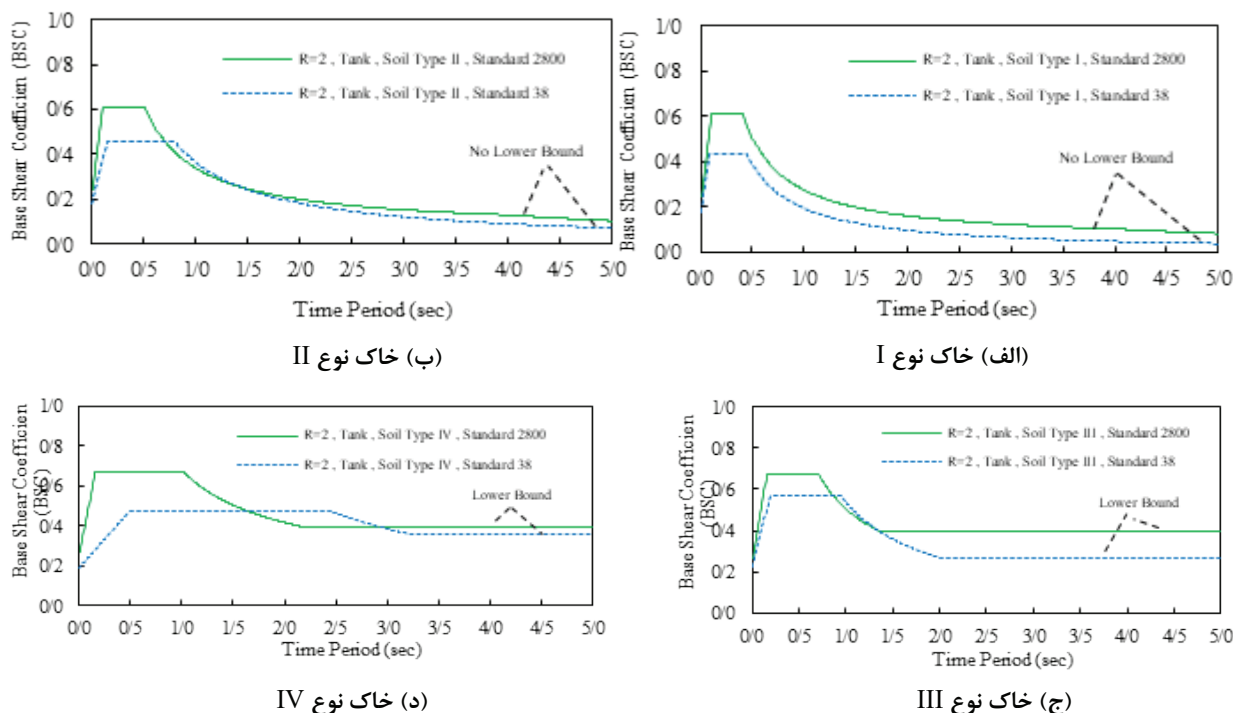 1/0
0/8
0/6
0/4
0/2
0/0
Base Shear Coefficien (BSC)
R=2 , Tank , Soil Type II , Standard 2800
R=2 , Tank , Soil Type II , Standard 38
No Lower Bound
0/0 0/5 1/0 1/5 2/0 2/5 3/0 3/5 4/0 4/5 5/0
Time Period (sec)
(ب) خاک نوع II
1/0
0/8
0/6
0/4
0/2
0/0
Base Shear Coefficient (BSC)
R=2 , Tank , Soil Type I , Standard 2800
R=2 , Tank , Soil Type I , Standard 38
No Lower Bound
0/0 0/5 1/0 1/5 2/0 2/5 3/0 3/5 4/0 4/5 5/0
Time Period (sec)
(الف) خاک نوع I
1/0
0/8
0/6
0/4
0/2
0/0
Base Shear Coefficien
(BSC)
R=2 , Tank , Soil Type IV , Standard 2800
R=2 , Tank , Soil Type IV , Standard 38
Lower Bound
0/0 0/5 1/0 1/5 2/0 2/5 3/0 3/5 4/0 4/5 5/0
Time Period (sec)
(د) خاک نوع IV
1/0
0/8
0/6
0/4
0/2
0/0
Base Shear Coefficien
(BSC)
R=2 , Tank , Soil Type III , Standard 2800
R=2 , Tank , Soil Type III , Standard 38
Lower Bound
0/0 0/5 1/0 1/5 2/0 2/5 3/0 3/5 4/0 4/5 5/0
Time Period (sec)
(ج) خاک نوع III